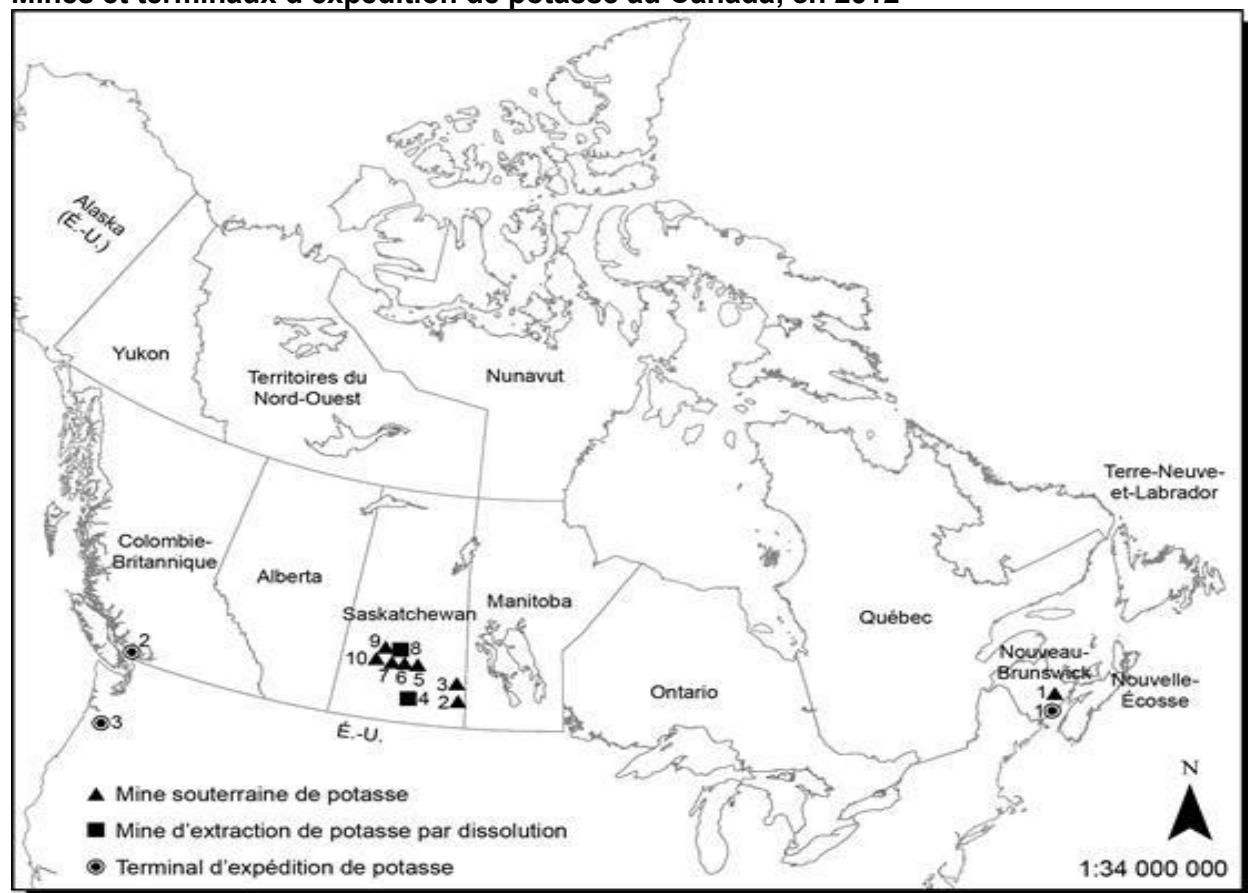 Mines et terminaux d'expédition de potasse au Canada, en 2012
Alaska
(É.-U.)
Yukon
Territoires du
Nord-Ouest
Nunavut
Terre-Neuve-
et-Labrador
Colombie-
Britannique
Alberta
Saskatchewan
Manitoba
Québec
Ontario
Nouveau-
Brunswick
Nouvelle-
Écosse
É.-U.
9
8
10
7
6
5
3
4
2
2
3
1
1
▲ Mine souterraine de potasse
■ Mine d'extraction de potasse par dissolution
◉ Terminal d'expédition de potasse
N
1:34 000 000